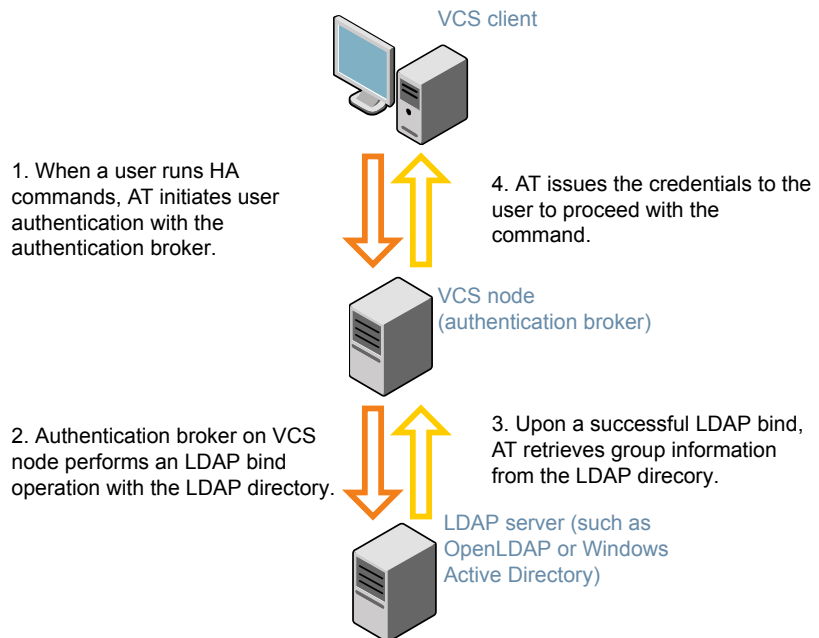 VCS client
1. When a user runs HA
commands, AT initiates user
authentication with the
authentication broker.
4. AT issues the credentials to the
user to proceed with the
command.
VCS node
(authentication broker)
2. Authentication broker on VCS
node performs an LDAP bind
operation with the LDAP directory.
3. Upon a successful LDAP bind,
AT retrieves group information
from the LDAP direcory.
LDAP server (such as
OpenLDAP or Windows
Active Directory)